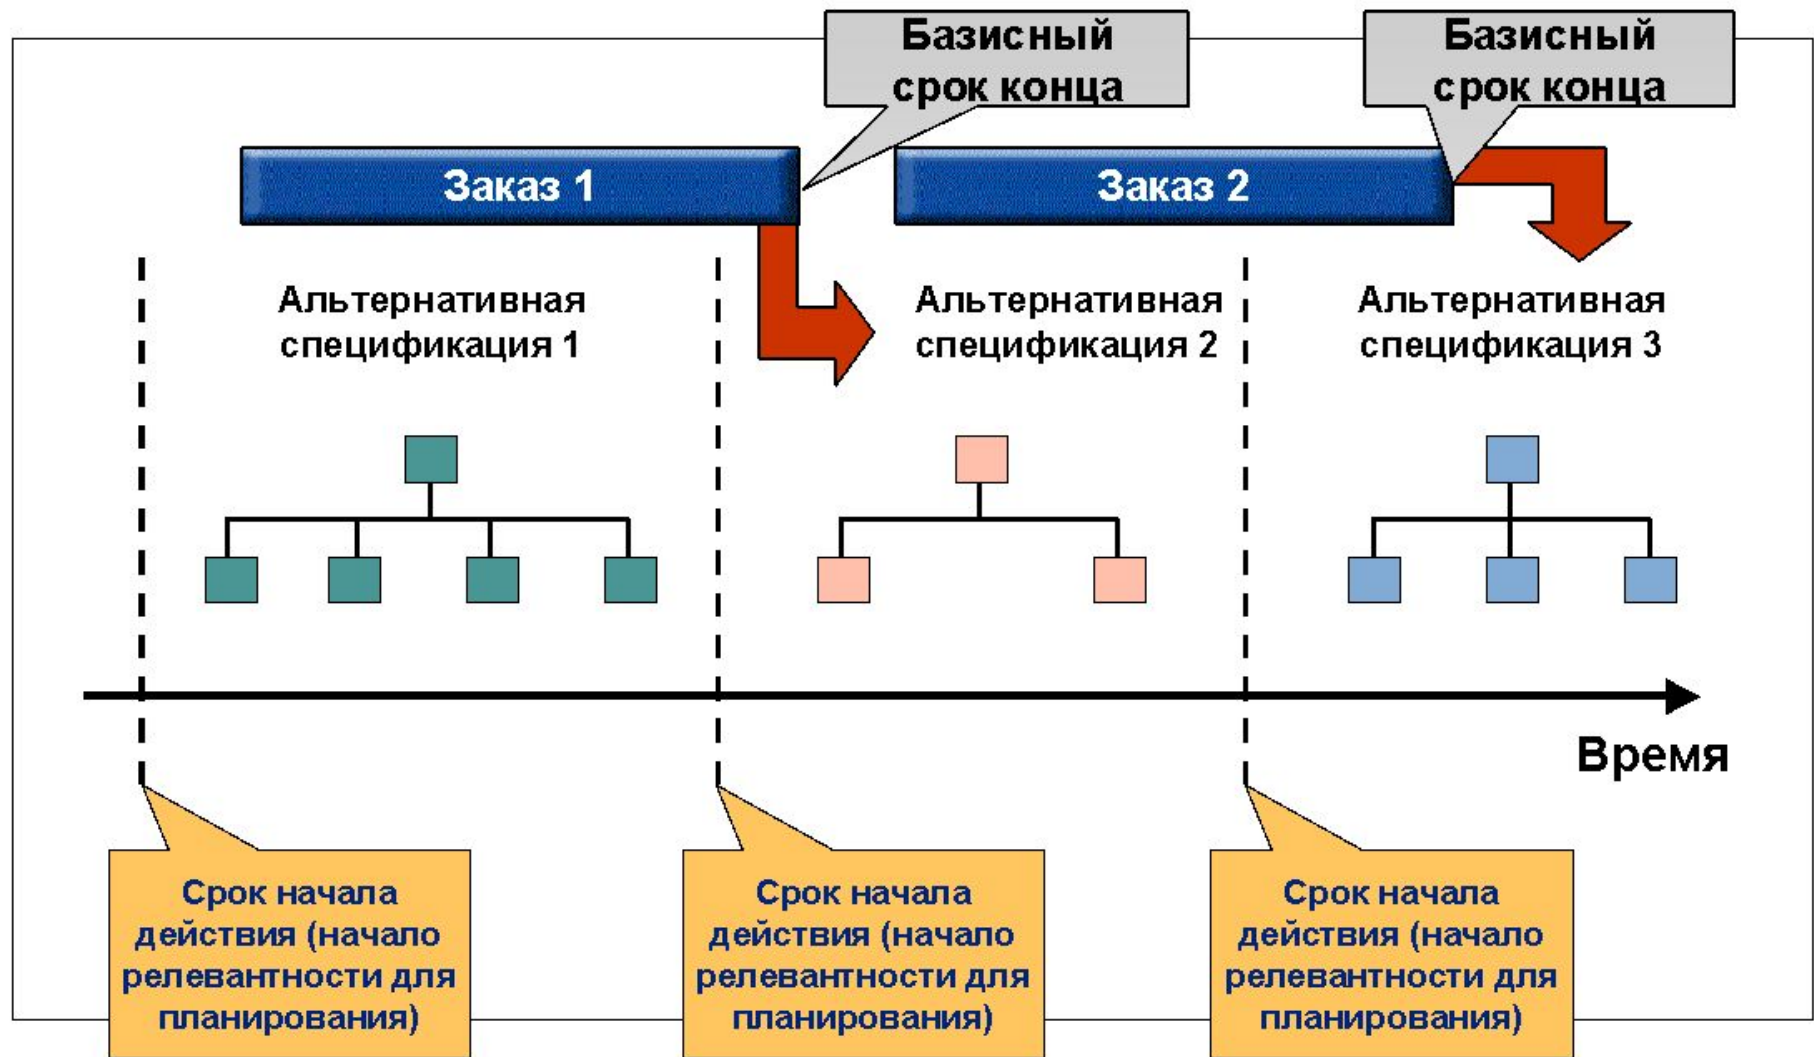 Базисный
срок конца
Базисный
срок конца
Заказ 1
Заказ 2
Альтернативная
спецификация 1
Альтернативная
спецификация 2
Альтернативная
спецификация 3
Время
Срок начала
действия (начало
релевантности для
планирования)
Срок начала
действия (начало
релевантности для
планирования)
Срок начала
действия (начало
релевантности для
планирования)